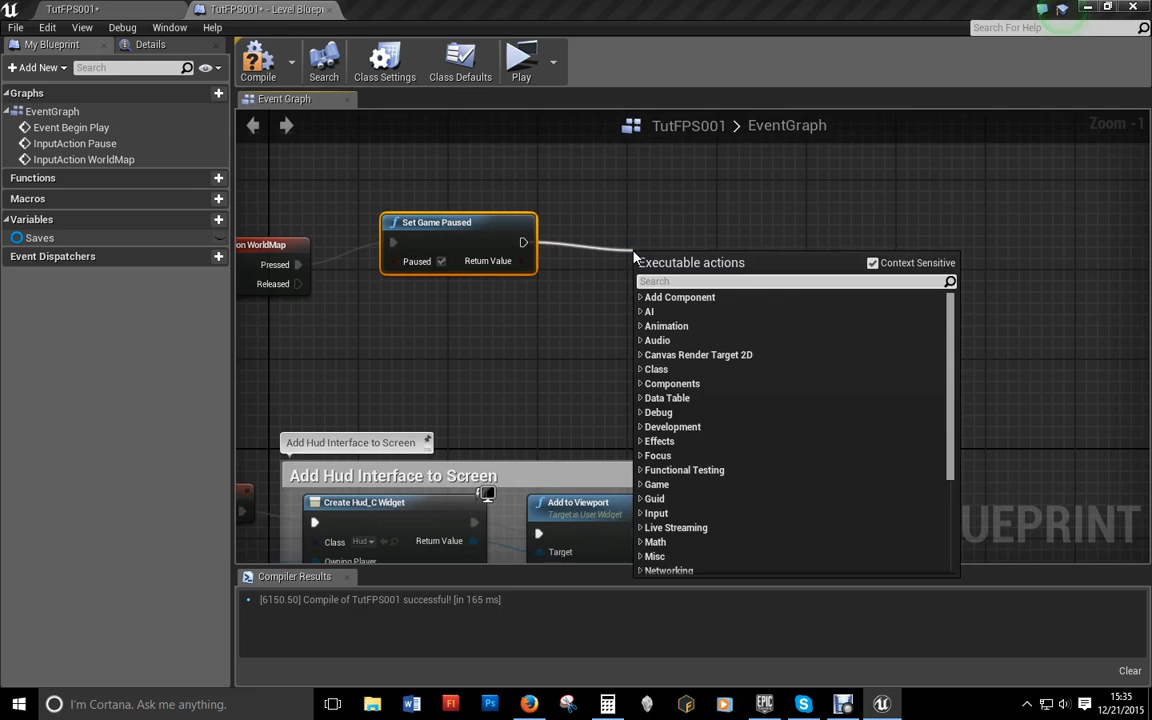 TutFPS001*
TutFPS001* - Level Bluepri
File Edit View Debug Window Help
Search For Help
My Blueprint Details
Add New Search
Compile Search Class Settings Class Defaults Play
Graphs
EventGraph
Event Begin Play
InputAction Pause
InputAction WorldMap
Functions
Macros
Variables
Saves
Event Dispatchers
Event Graph
TutFPS001 > EventGraph
Zoom -1
on WorldMap
Pressed
Released
Set Game Paused
Paused Return Value
Executable actions Context Sensitive
Search
Add Component
AI
Animation
Audio
Canvas Render Target 2D
Class
Components
Data Table
Debug
Development
Effects
Focus
Functional Testing
Game
Guid
Input
Live Streaming
Math
Misc
Networking
Add Hud Interface to Screen
Add Hud Interface to Screen
Create Hud_C Widget
Class Hud Return Value
Owning Player
Add to Viewport
Target is User Widget
Target
UEPRINT
Compiler Results
[6150.50] Compile of TutFPS001 successful! [in 165 ms]
Clear
I'm Cortana. Ask me anything.
15:35
12/21/2015